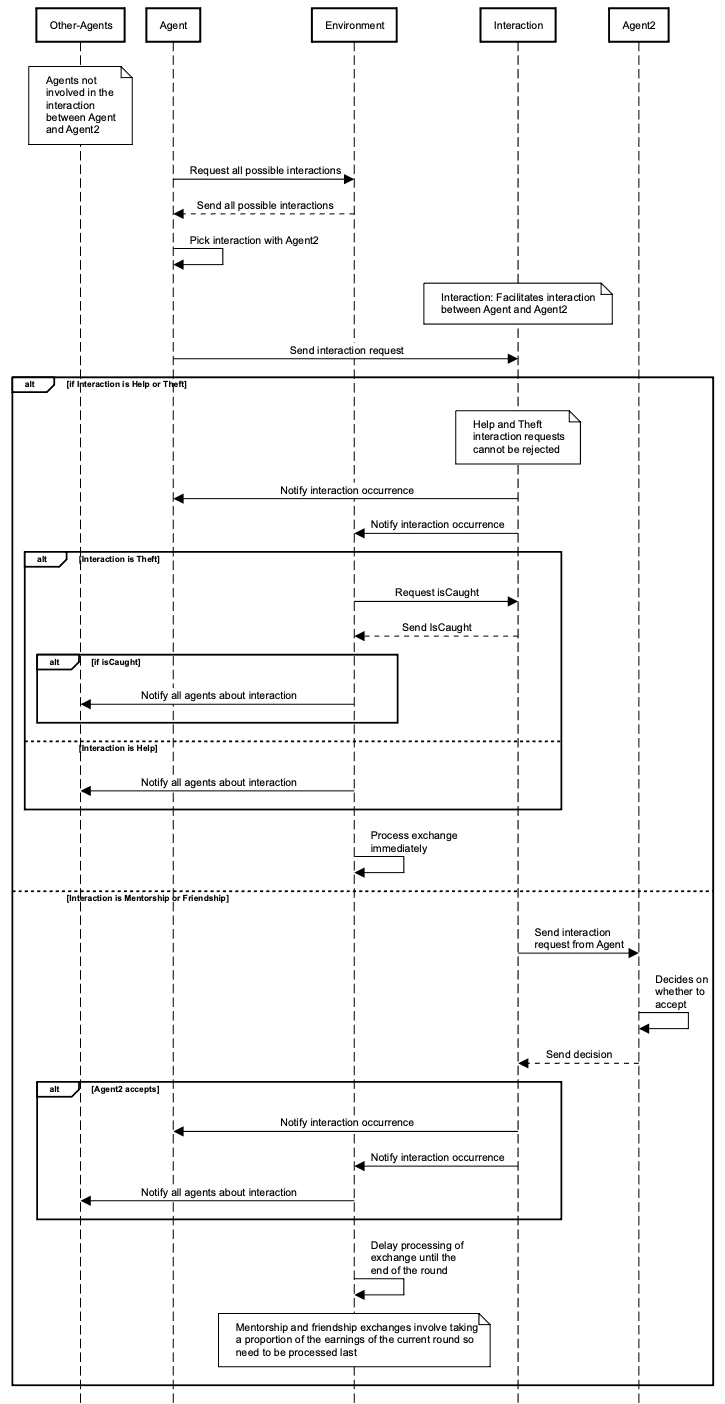 Other-Agents
Agent
Environment
Interaction
Agent2
Agents not
involved in the
interaction
between Agent
and Agent2
Request all possible interactions
Send all possible interactions
Pick interaction with Agent2
Interaction: Facilitates interaction
between Agent and Agent2
Send interaction request
alt
[if Interaction is Help or Theft]
Help and Theft
interaction requests
cannot be rejected
Notify interaction occurrence
Notify interaction occurrence
alt
[Interaction is Theft]
Request isCaught
Send IsCaught
alt
[if isCaught]
Notify all agents about interaction
[Interaction is Help]
Notify all agents about interaction
Process exchange
immediately
[Interaction is Mentorship or Friendship]
Send interaction
request from Agent
Decides on
whether to
accept
Send decision
alt
[Agent2 accepts]
Notify interaction occurrence
Notify interaction occurrence
Notify all agents about interaction
Delay processing of
exchange until the
end of the round
Mentorship and friendship exchanges involve taking
a proportion of the earnings of the current round so
need to be processed last